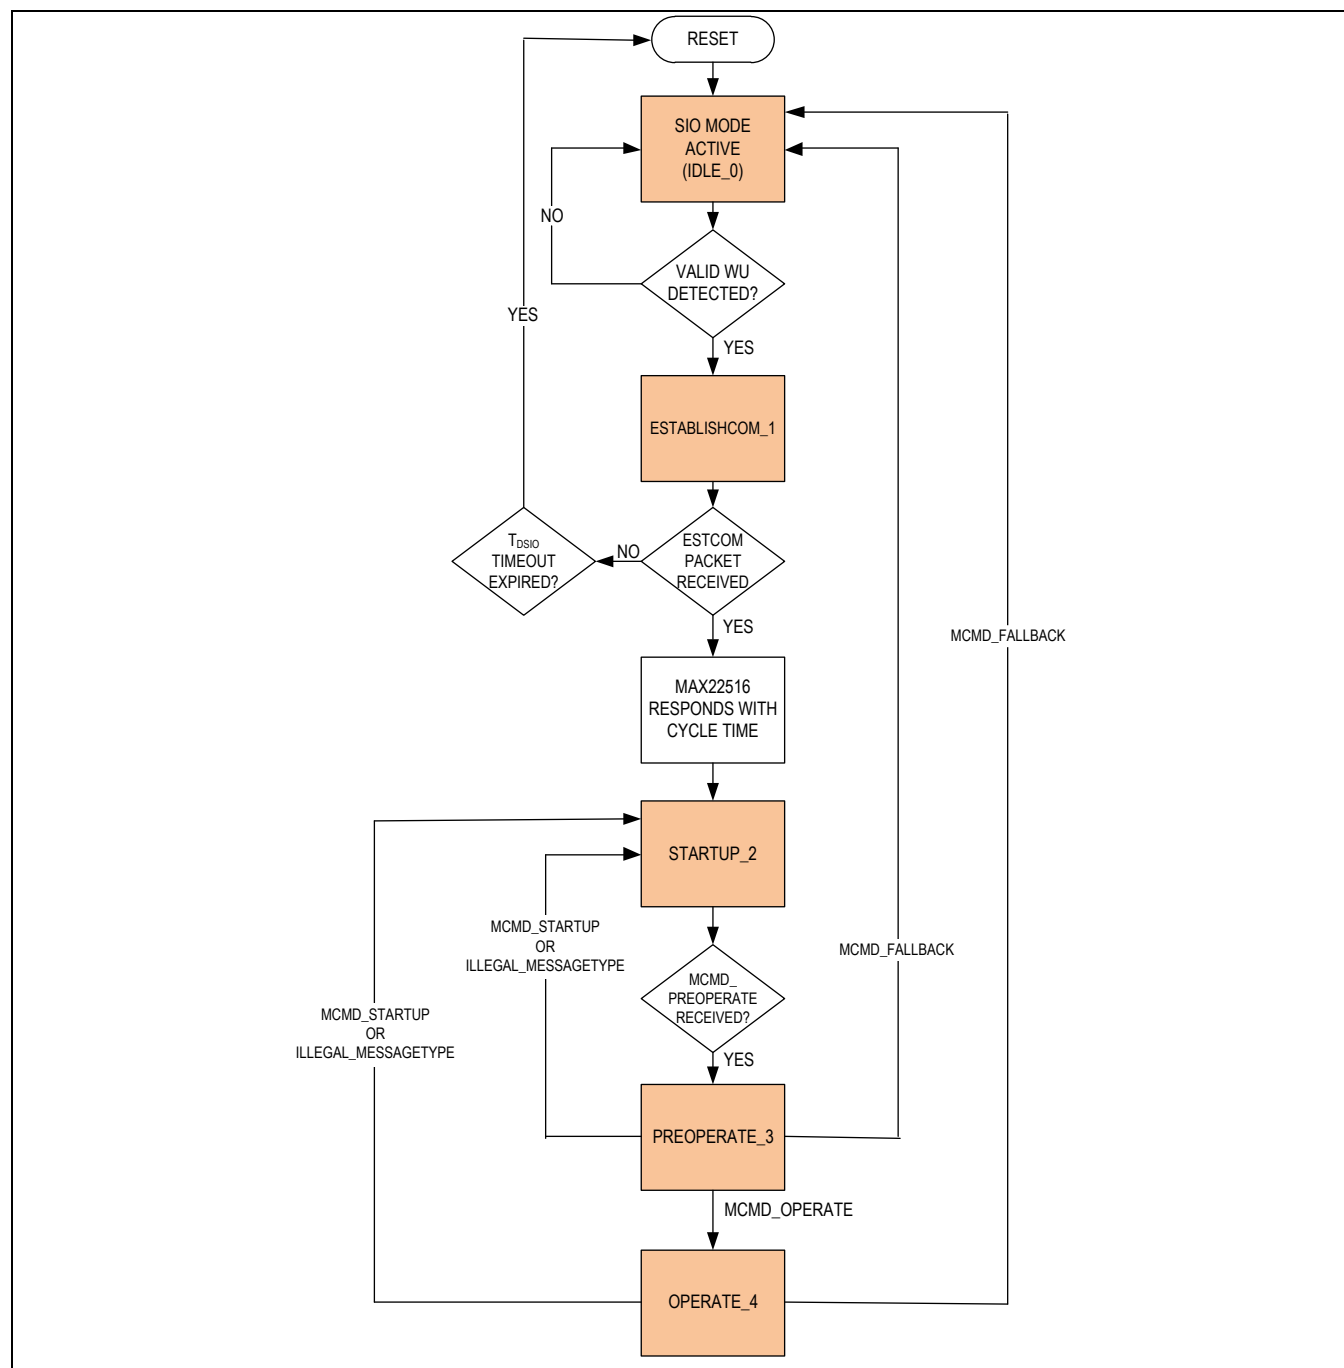 RESET
SIO MODE
ACTIVE
(IDLE_0)
NO
VALID WU
DETECTED?
YES
YES
ESTABLISHCOM_1
TDSIO
TIMEOUT
EXPIRED?
NO
ESTCOM
PACKET
RECEIVED
YES
MCMD_FALLBACK
MAX22516
RESPONDS WITH
CYCLE TIME
STARTUP_2
MCMD_STARTUP
OR
ILLEGAL_MESSAGETYPE
MCMD_FALLBACK
MCMD_
PREOPERATE
RECEIVED?
MCMD_STARTUP
OR
ILLEGAL_MESSAGETYPE
YES
PREOPERATE_3
MCMD_OPERATE
OPERATE_4